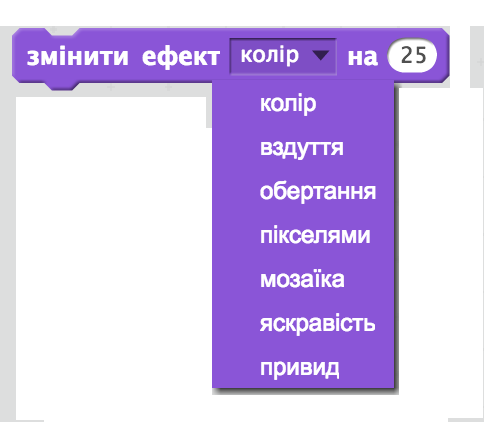 змінити ефект колір на 25
колір
вздуття
обертання
пікселями
мозаїка
яскравість
привид